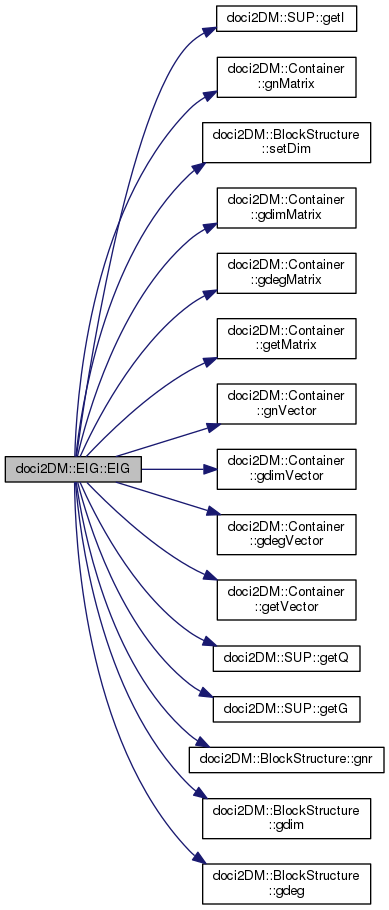 doci2DM::SUP::getI
doci2DM::Container
::gnMatrix
doci2DM::BlockStructure
::setDim
doci2DM::Container
::gdimMatrix
doci2DM::Container
::gdegMatrix
doci2DM::Container
::getMatrix
doci2DM::Container
::gnVector
doci2DM::EIG::EIG
doci2DM::Container
::gdimVector
doci2DM::Container
::gdegVector
doci2DM::Container
::getVector
doci2DM::SUP::getQ
doci2DM::SUP::getG
doci2DM::BlockStructure::gnr
doci2DM::BlockStructure
::gdim
doci2DM::BlockStructure
::gdeg